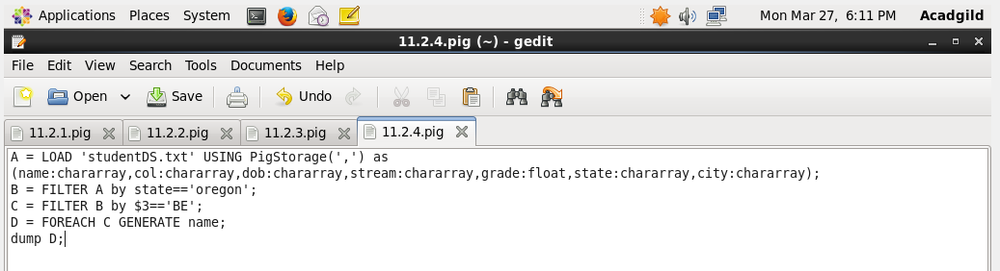 Applications Places System Mon Mar 27, 6:11 PM Acadgild
11.2.4.pig (~) - gedit
File Edit View Search Tools Documents Help
Open Save Undo
11.2.1.pig 11.2.2.pig 11.2.3.pig 11.2.4.pig
A = LOAD 'studentDS.txt' USING PigStorage(',') as
(name:chararray,col:chararray,dob:chararray,stream:chararray,grade:float,state:chararray,city:chararray);
B = FILTER A by state=='oregon';
C = FILTER B by $3=='BE';
D = FOREACH C GENERATE name;
dump D;